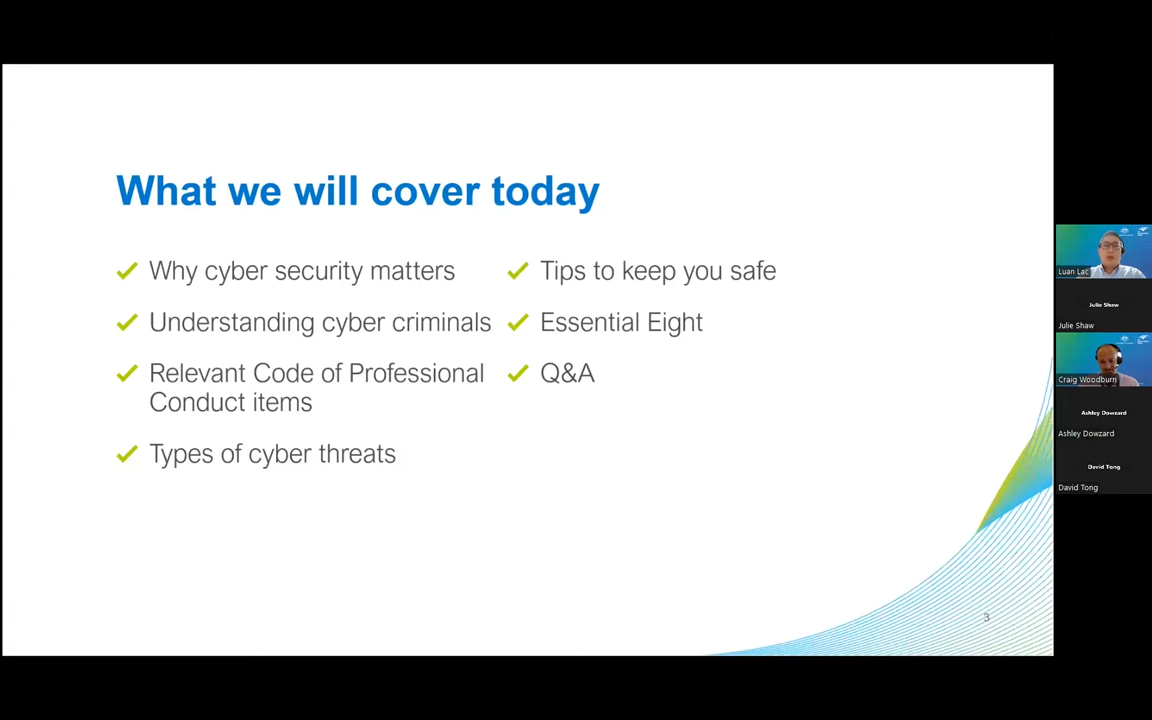 What we will cover today
Why cyber security matters
Understanding cyber criminals
Relevant Code of Professional
Conduct items
Types of cyber threats
Tips to keep you safe
Essential Eight
Q&A
3
Luan Lac
Julie Shaw
Julie Shaw
Craig Woodburn
Ashley Dowzard
Ashley Dowzard
David Tong
David Tong